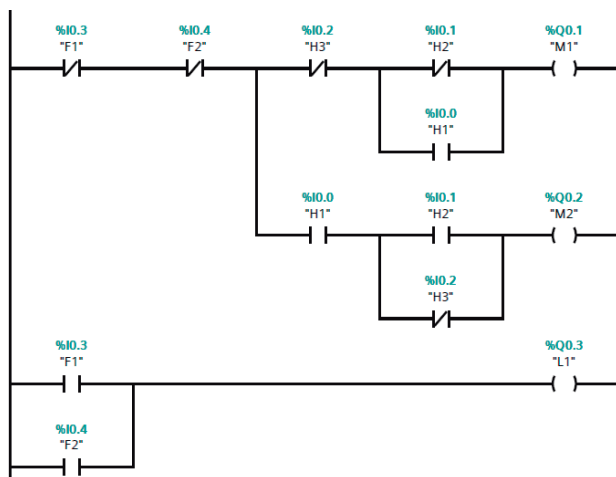 %I0.3 %I0.4 %I0.2 %I0.1 %Q0.1
"F1" "F2" "H3" "H2" "M1"
%I0.0
"H1"
%I0.0 %I0.1 %Q0.2
"H1" "H2" "M2"
%I0.2
"H3"
%I0.3 %Q0.3
"F1" "L1"
%I0.4
"F2"